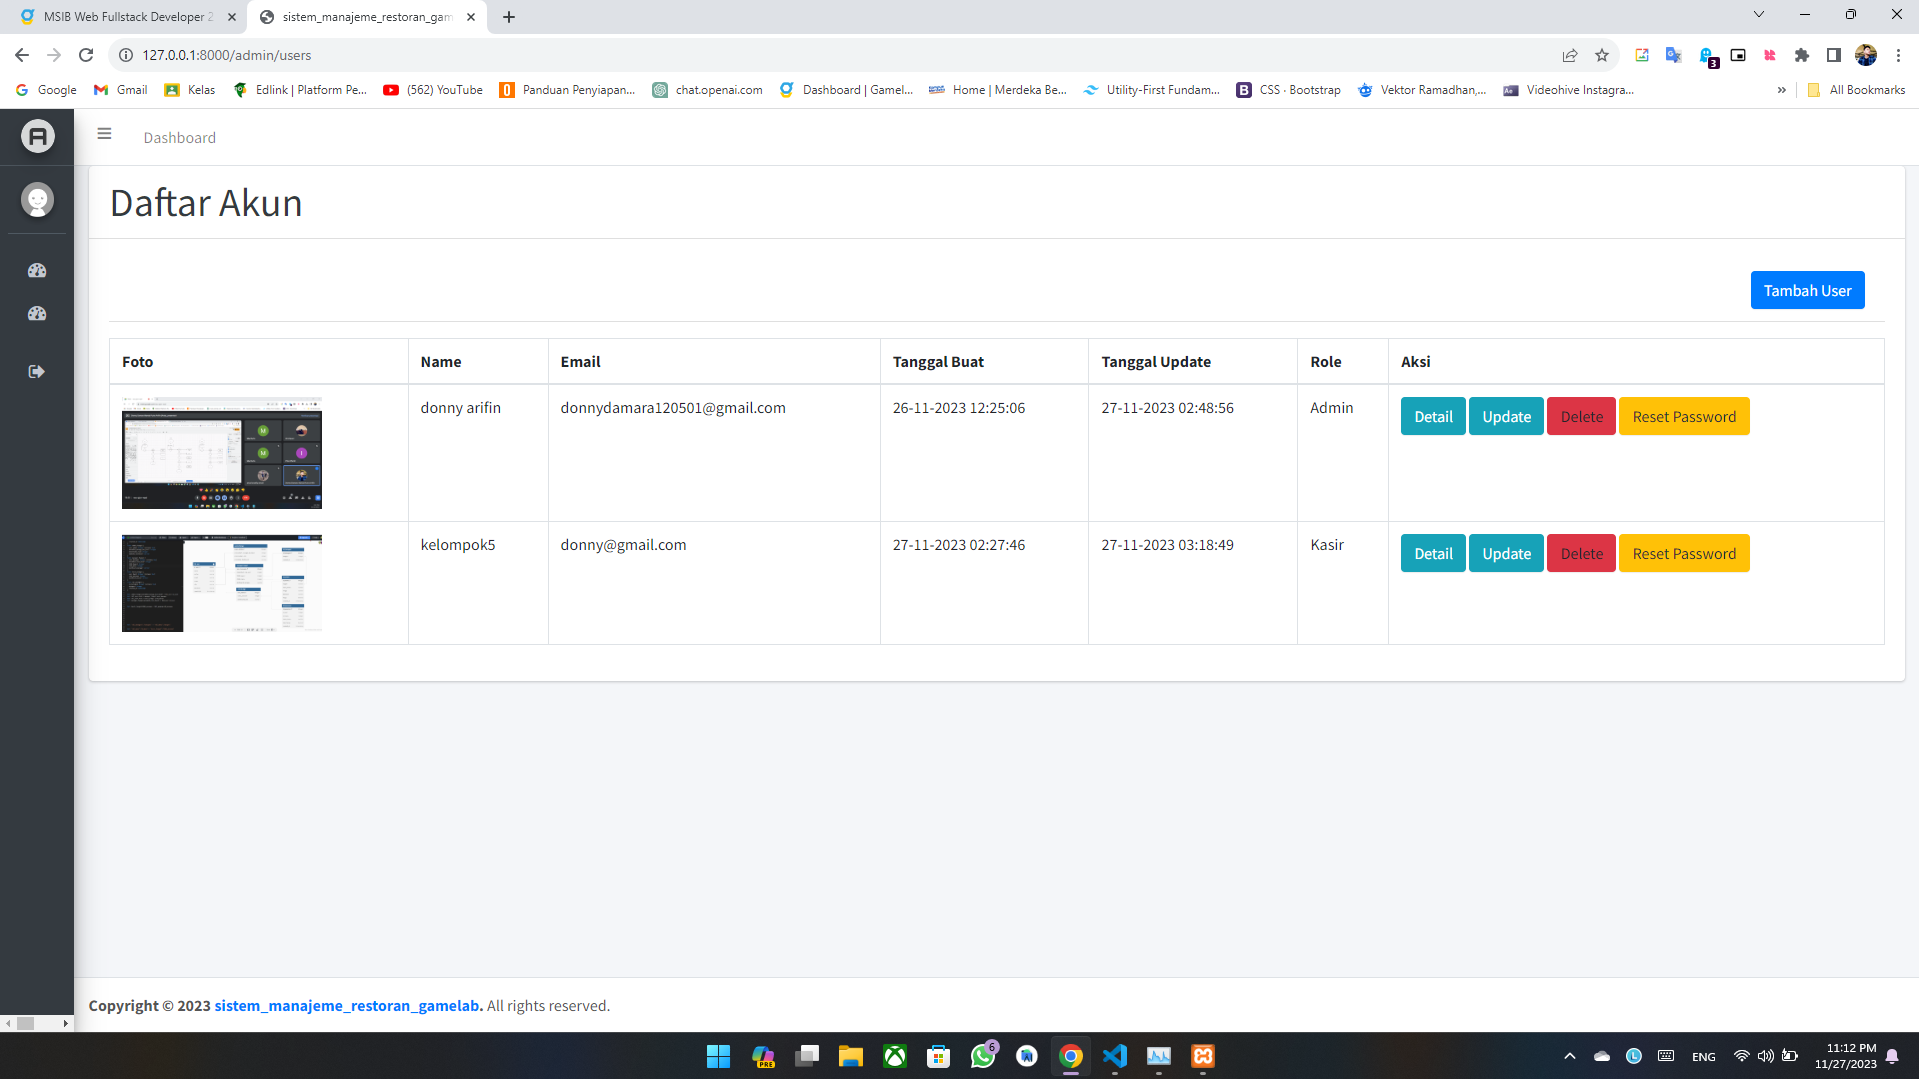 MSIB Web Fullstack Developer 2
sistem_manajeme_restoran_gam
127.0.0.1:8000/admin/users
3
Google Gmail Kelas Edlink | Platform Pe... (562) YouTube Panduan Penyiapan... chat.openai.com Dashboard | Gamel... Home | Merdeka Be... Utility-First Fundam... CSS · Bootstrap Vektor Ramadhan,... Videohive Instagra... » All Bookmarks
Dashboard
Daftar Akun
Tambah User
Foto Name Email Tanggal Buat Tanggal Update Role Aksi
donny arifin donnydamara120501@gmail.com 26-11-2023 12:25:06 27-11-2023 02:48:56 Admin Detail Update Delete Reset Password
kelompok5 donny@gmail.com 27-11-2023 02:27:46 27-11-2023 03:18:49 Kasir Detail Update Delete Reset Password
Copyright © 2023 sistem_manajeme_restoran_gamelab. All rights reserved.
PRE
6
ENG
11:12 PM
11/27/2023